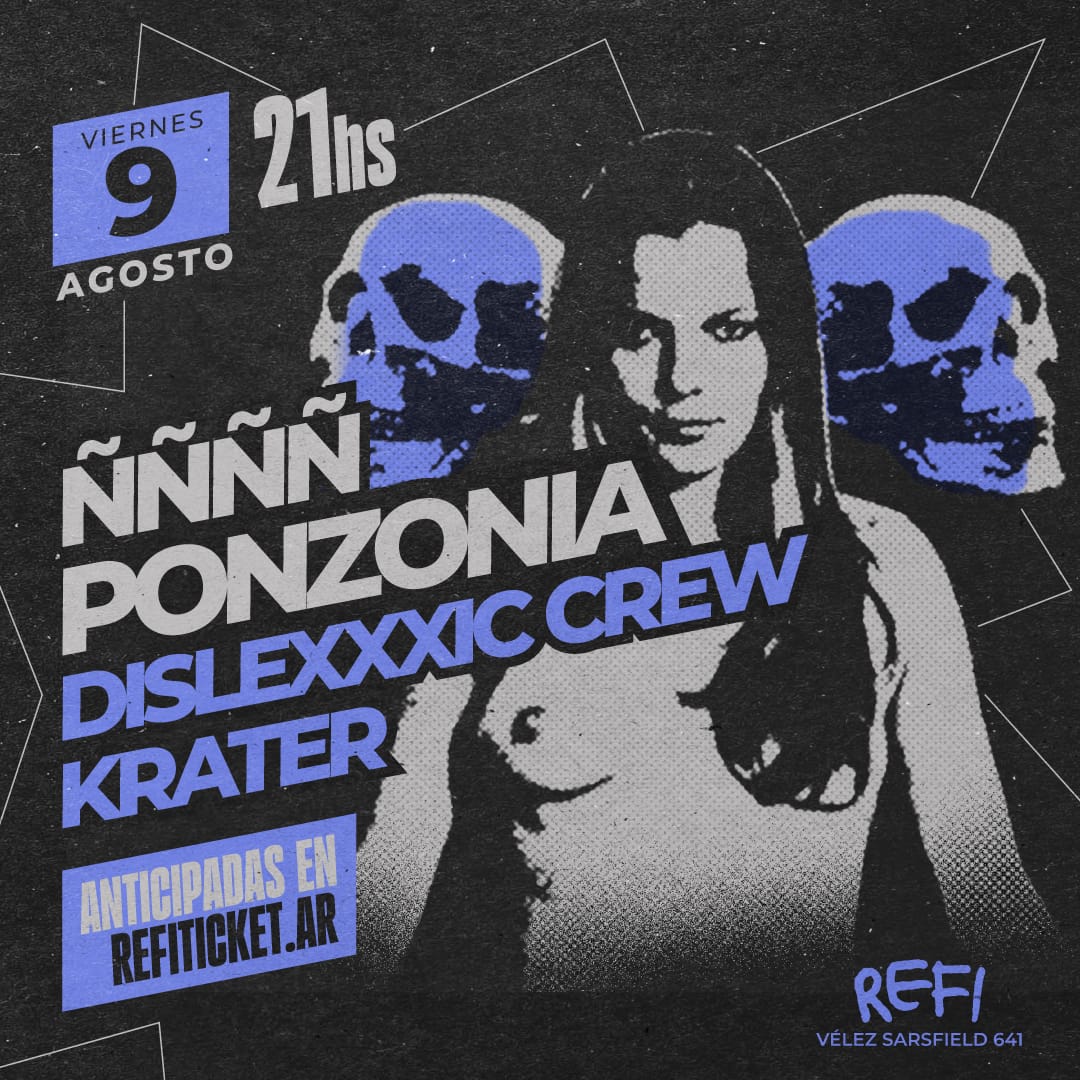 VIERNES
9
AGOSTO
21hs
ÑÑÑÑ
PONZONIA
DISLEXXXIC CREW
KRATER
ANTICIPADAS EN
REFITICKET.AR
REFI
VÉLEZ SARSFIELD 641